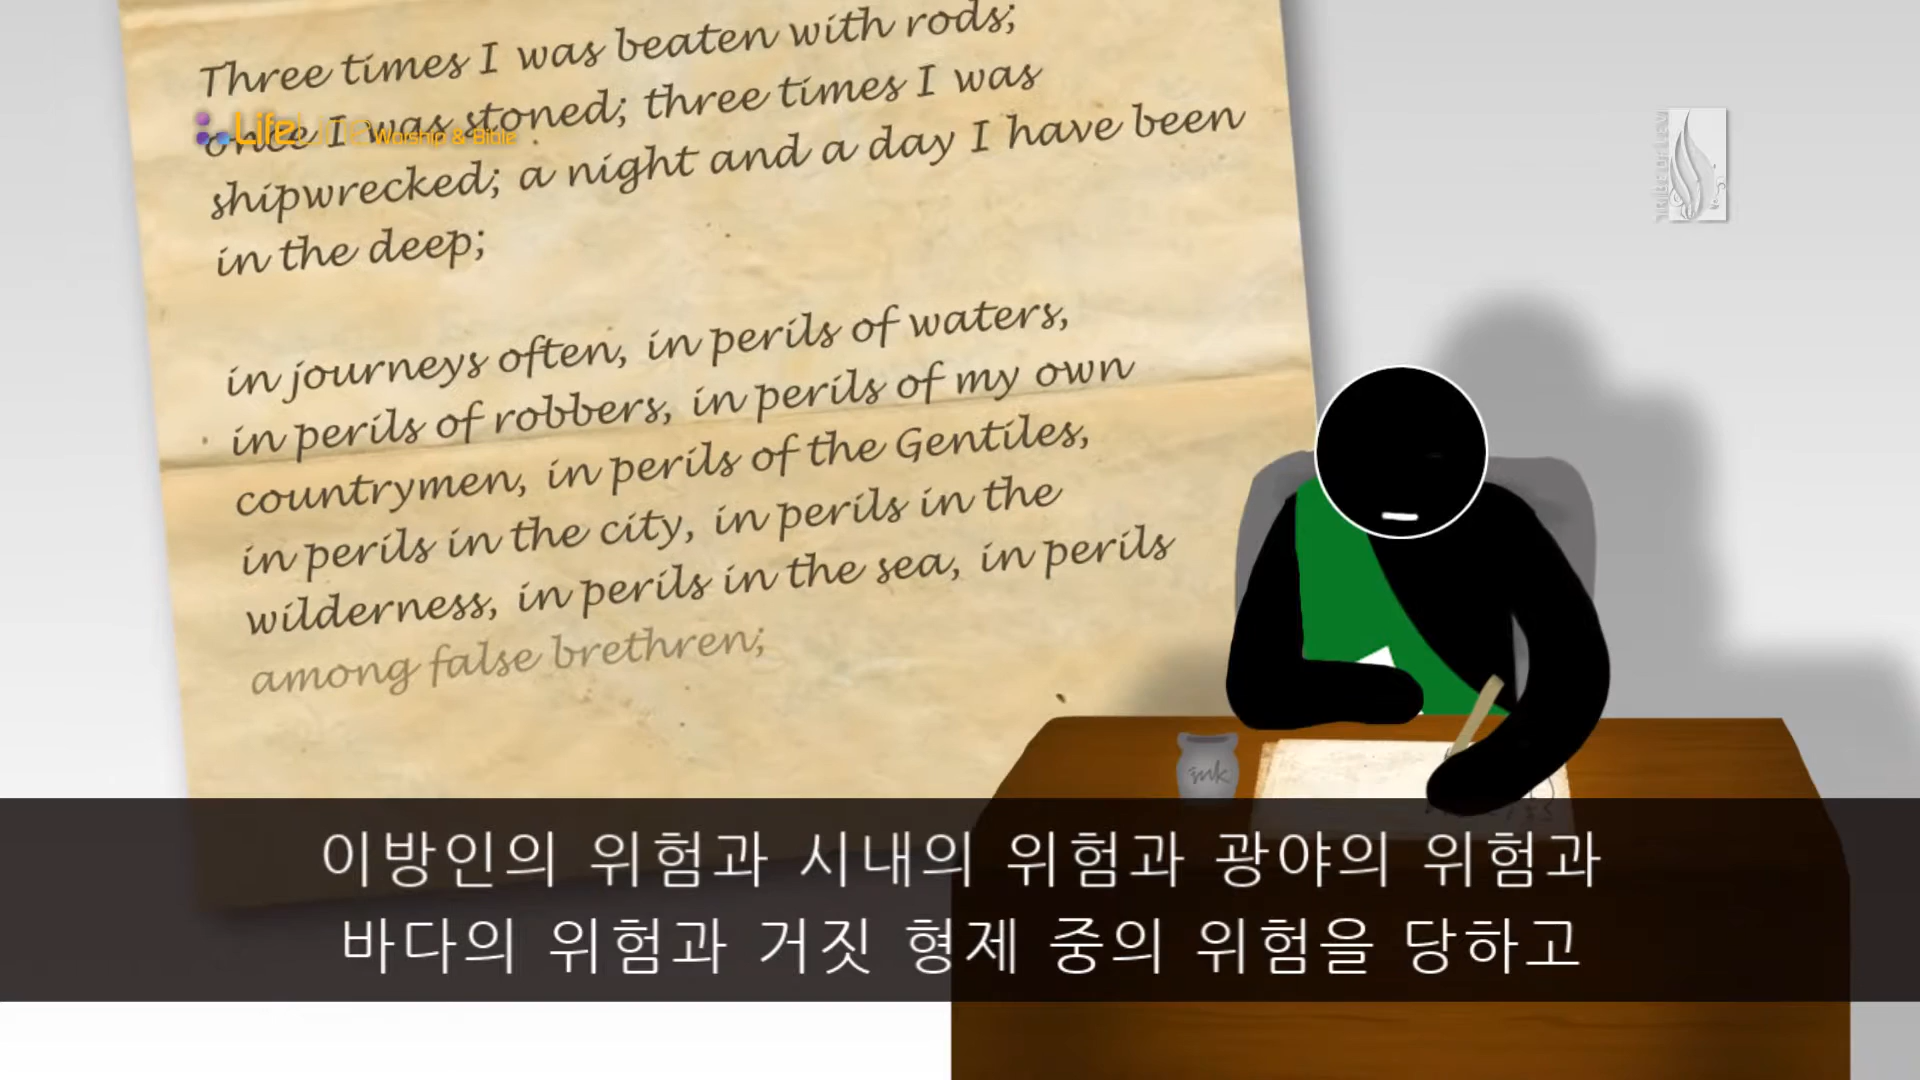 Three times I was beaten with rods;
once I was stoned; three times I was
LifeLine Worship & Bible
shipwrecked; a night and a day I have been
in the deep;
in journeys often, in perils of waters,
in perils of robbers, in perils of my own
countrymen, in perils of the Gentiles,
in perils in the city, in perils in the
wilderness, in perils in the sea, in perils
among false brethren;
ink
이방인의 위험과 시내의 위험과 광야의 위험과
바다의 위험과 거짓 형제 중의 위험을 당하고